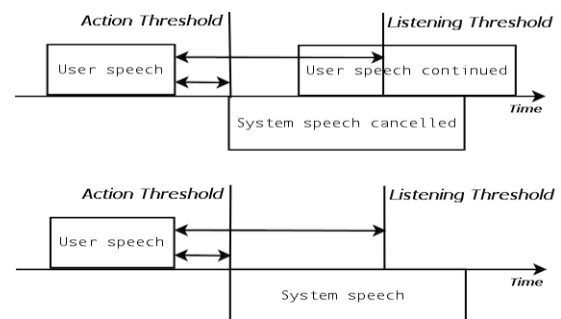 Action Threshold
Listening Threshold
User speech
User speech continued
Time
System speech cancelled
Action Threshold
Listening Threshold
User speech
Time
System speech